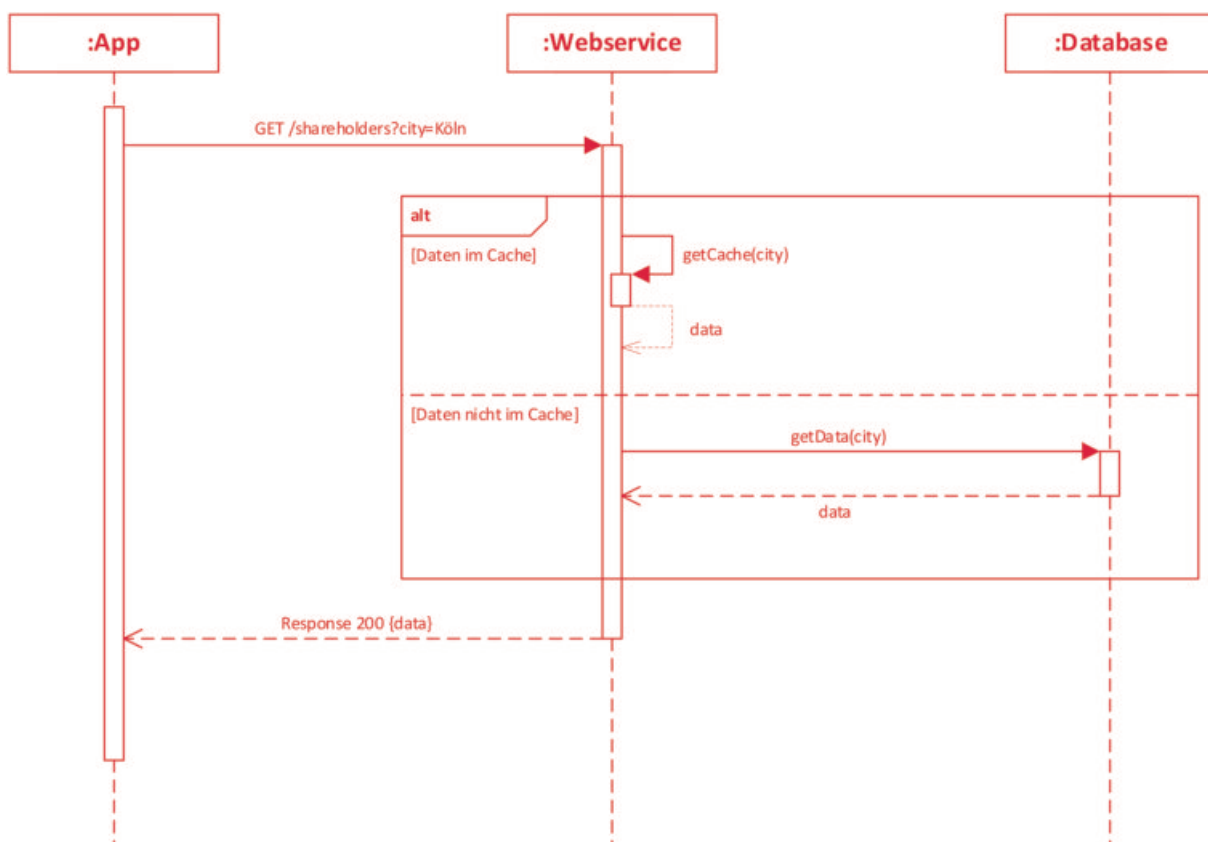 :App
:Webservice
:Database
GET /shareholders?city=Köln
alt
[Daten im Cache]
getCache(city)
data
[Daten nicht im Cache]
getData(city)
data
Response 200 {data}